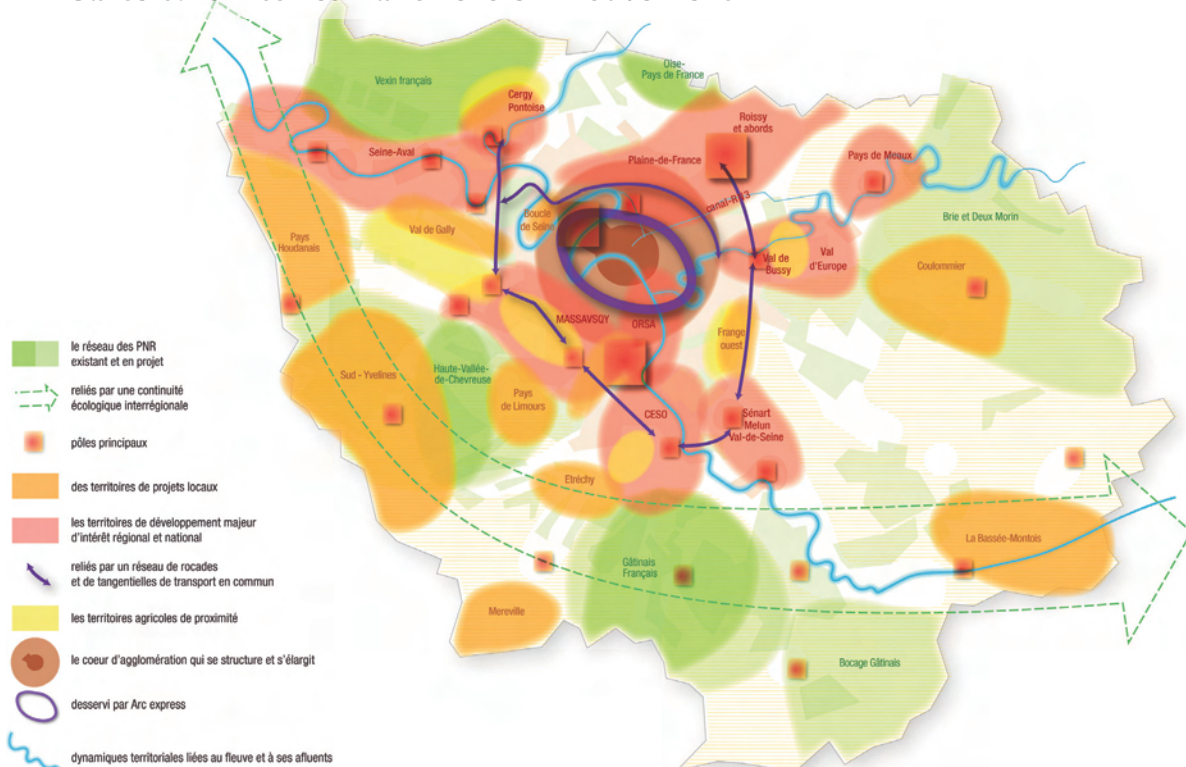 Vexin français
Cergy
Pontoise
Oise-
Pays de France
Roissy
et abords
Plaine-de-France
Pays de Meaux
Seine-Aval
canal-RN3
Boucle
de Seine
Brie et Deux Morin
Pays
Houdanais
Val de Gally
Val de
Bussy
Val
d'Europe
Coulommier
MASSAVSQY
ORSA
Frange
ouest
le réseau des PNR
existant et en projet
Sud - Yvelines
Haute-Vallée-
de-Chevreuse
Pays
de Limours
reliés par une continuité
écologique interrégionale
CESO
Sénart
Melun
Val-de-Seine
pôles principaux
Etréchy
des territoires de projets locaux
les territoires de développement majeur
d'intérêt régional et national
La Bassée-Montois
reliés par un réseau de rocades
et de tangentielles de transport en commun
Gâtinais
Français
Mereville
les territoires agricoles de proximité
le coeur d'agglomération qui se structure et s'élargit
Bocage Gâtinais
desservi par Arc express
dynamiques territoriales liées au fleuve et à ses afluents